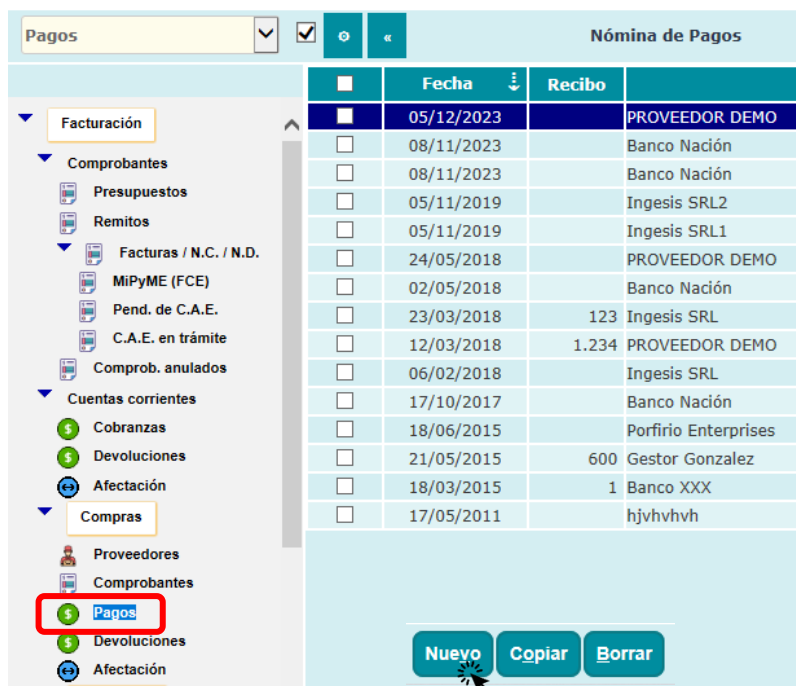 Pagos
«
Nómina de Pagos
Facturación
Comprobantes
Presupuestos
Remitos
Facturas / N.C. / N.D.
MiPyME (FCE)
Pend. de C.A.E.
C.A.E. en trámite
Comprob. anulados
Cuentas corrientes
Cobranzas
Devoluciones
Afectación
Compras
Proveedores
Comprobantes
Pagos
Devoluciones
Afectación
Fecha Recibo
05/12/2023 PROVEEDOR DEMO
08/11/2023 Banco Nación
08/11/2023 Banco Nación
05/11/2019 Ingesis SRL2
05/11/2019 Ingesis SRL1
24/05/2018 PROVEEDOR DEMO
02/05/2018 Banco Nación
23/03/2018 123 Ingesis SRL
12/03/2018 1.234 PROVEEDOR DEMO
06/02/2018 Ingesis SRL
17/10/2017 Banco Nación
18/06/2015 Porfirio Enterprises
21/05/2015 600 Gestor Gonzalez
18/03/2015 1 Banco XXX
17/05/2011 hjvhvhvh
Nuevo Copiar Borrar